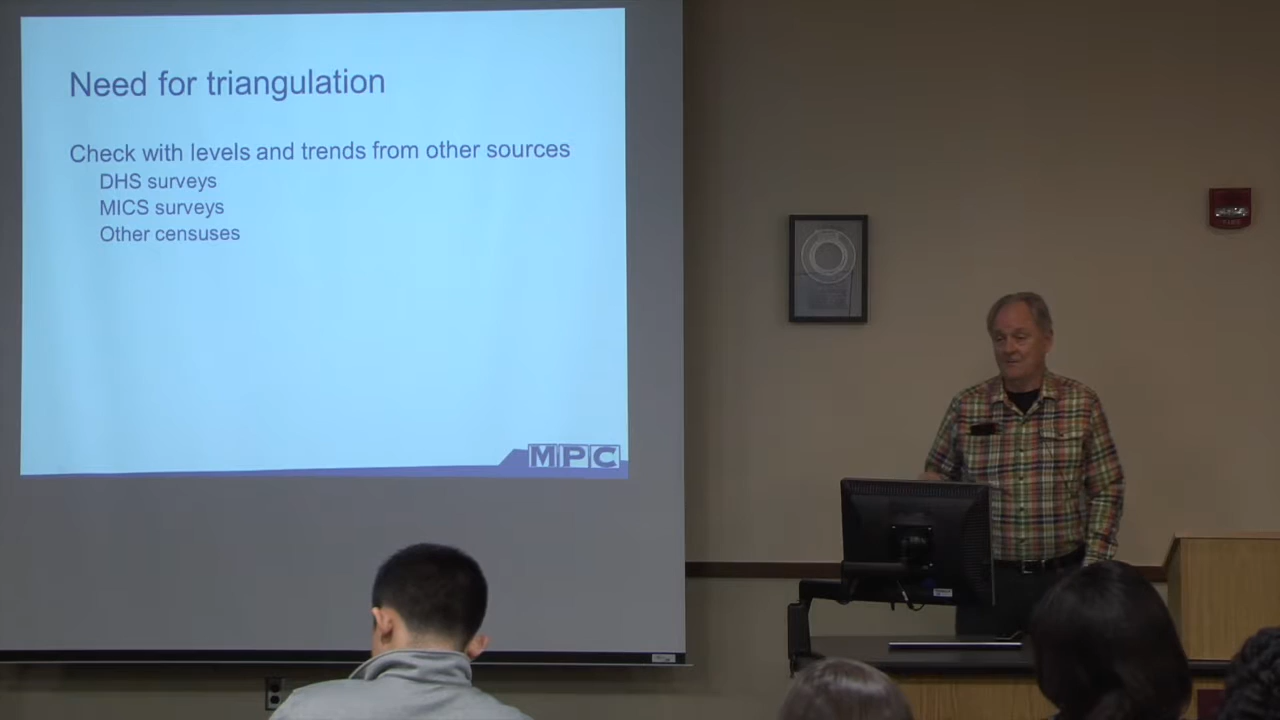 Need for triangulation
Check with levels and trends from other sources
DHS surveys
MICS surveys
Other censuses
MPC